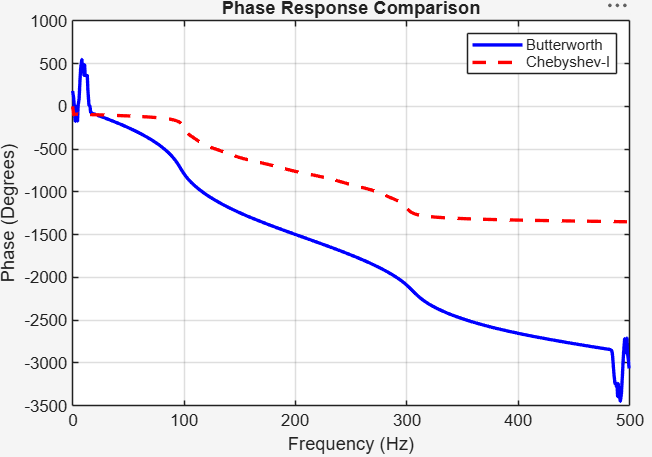 Phase Response Comparison
1000
500
0
-500
-1000
-1500
-2000
-2500
-3000
-3500
Phase (Degrees)
Butterworth
Chebyshev-I
0 100 200 300 400 500
Frequency (Hz)